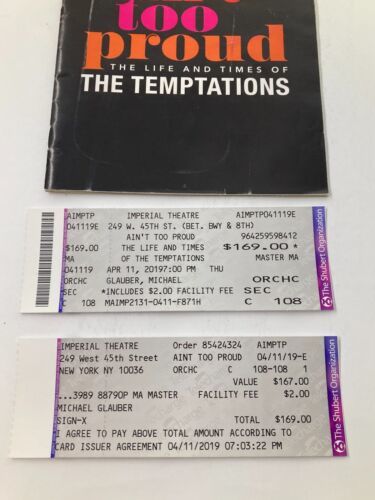 too
proud
THE LIFE AND TIMES OF
THE TEMPTATIONS
AIMPTP IMPERIAL THEATRE AIMPTP041119E
041119E 249 W. 45TH ST. (BET. BWY & 8TH)
AIN'T TOO PROUD 964259598412
$169.00 THE LIFE AND TIMES $169.00 *
MA OF THE TEMPTATIONS MASTER MA
041119 APR 11, 20197:00 PM THU
ORCHC GLAUBER, MICHAEL ORCHC
SEC *INCLUDES $2.00 FACILITY FEE SEC
C 108 MAIMP2131-0411-F871H C 108
The Shubert Organization
IMPERIAL THEATRE Order 85424324 AIMPTP
249 West 45th Street AINT TOO PROUD 04/11/19-E
NEW YORK NY 10036 ORCHC C 108-108 1
VALUE $167.00
...3989 88790P MA MASTER FACILITY FEE $2.00
MICHAEL GLAUBER
SIGN-X TOTAL $169.00
I AGREE TO PAY ABOVE TOTAL AMOUNT ACCORDING TO
CARD ISSUER AGREEMENT 04/11/2019 07:03:22 PM
The Shubert Organization